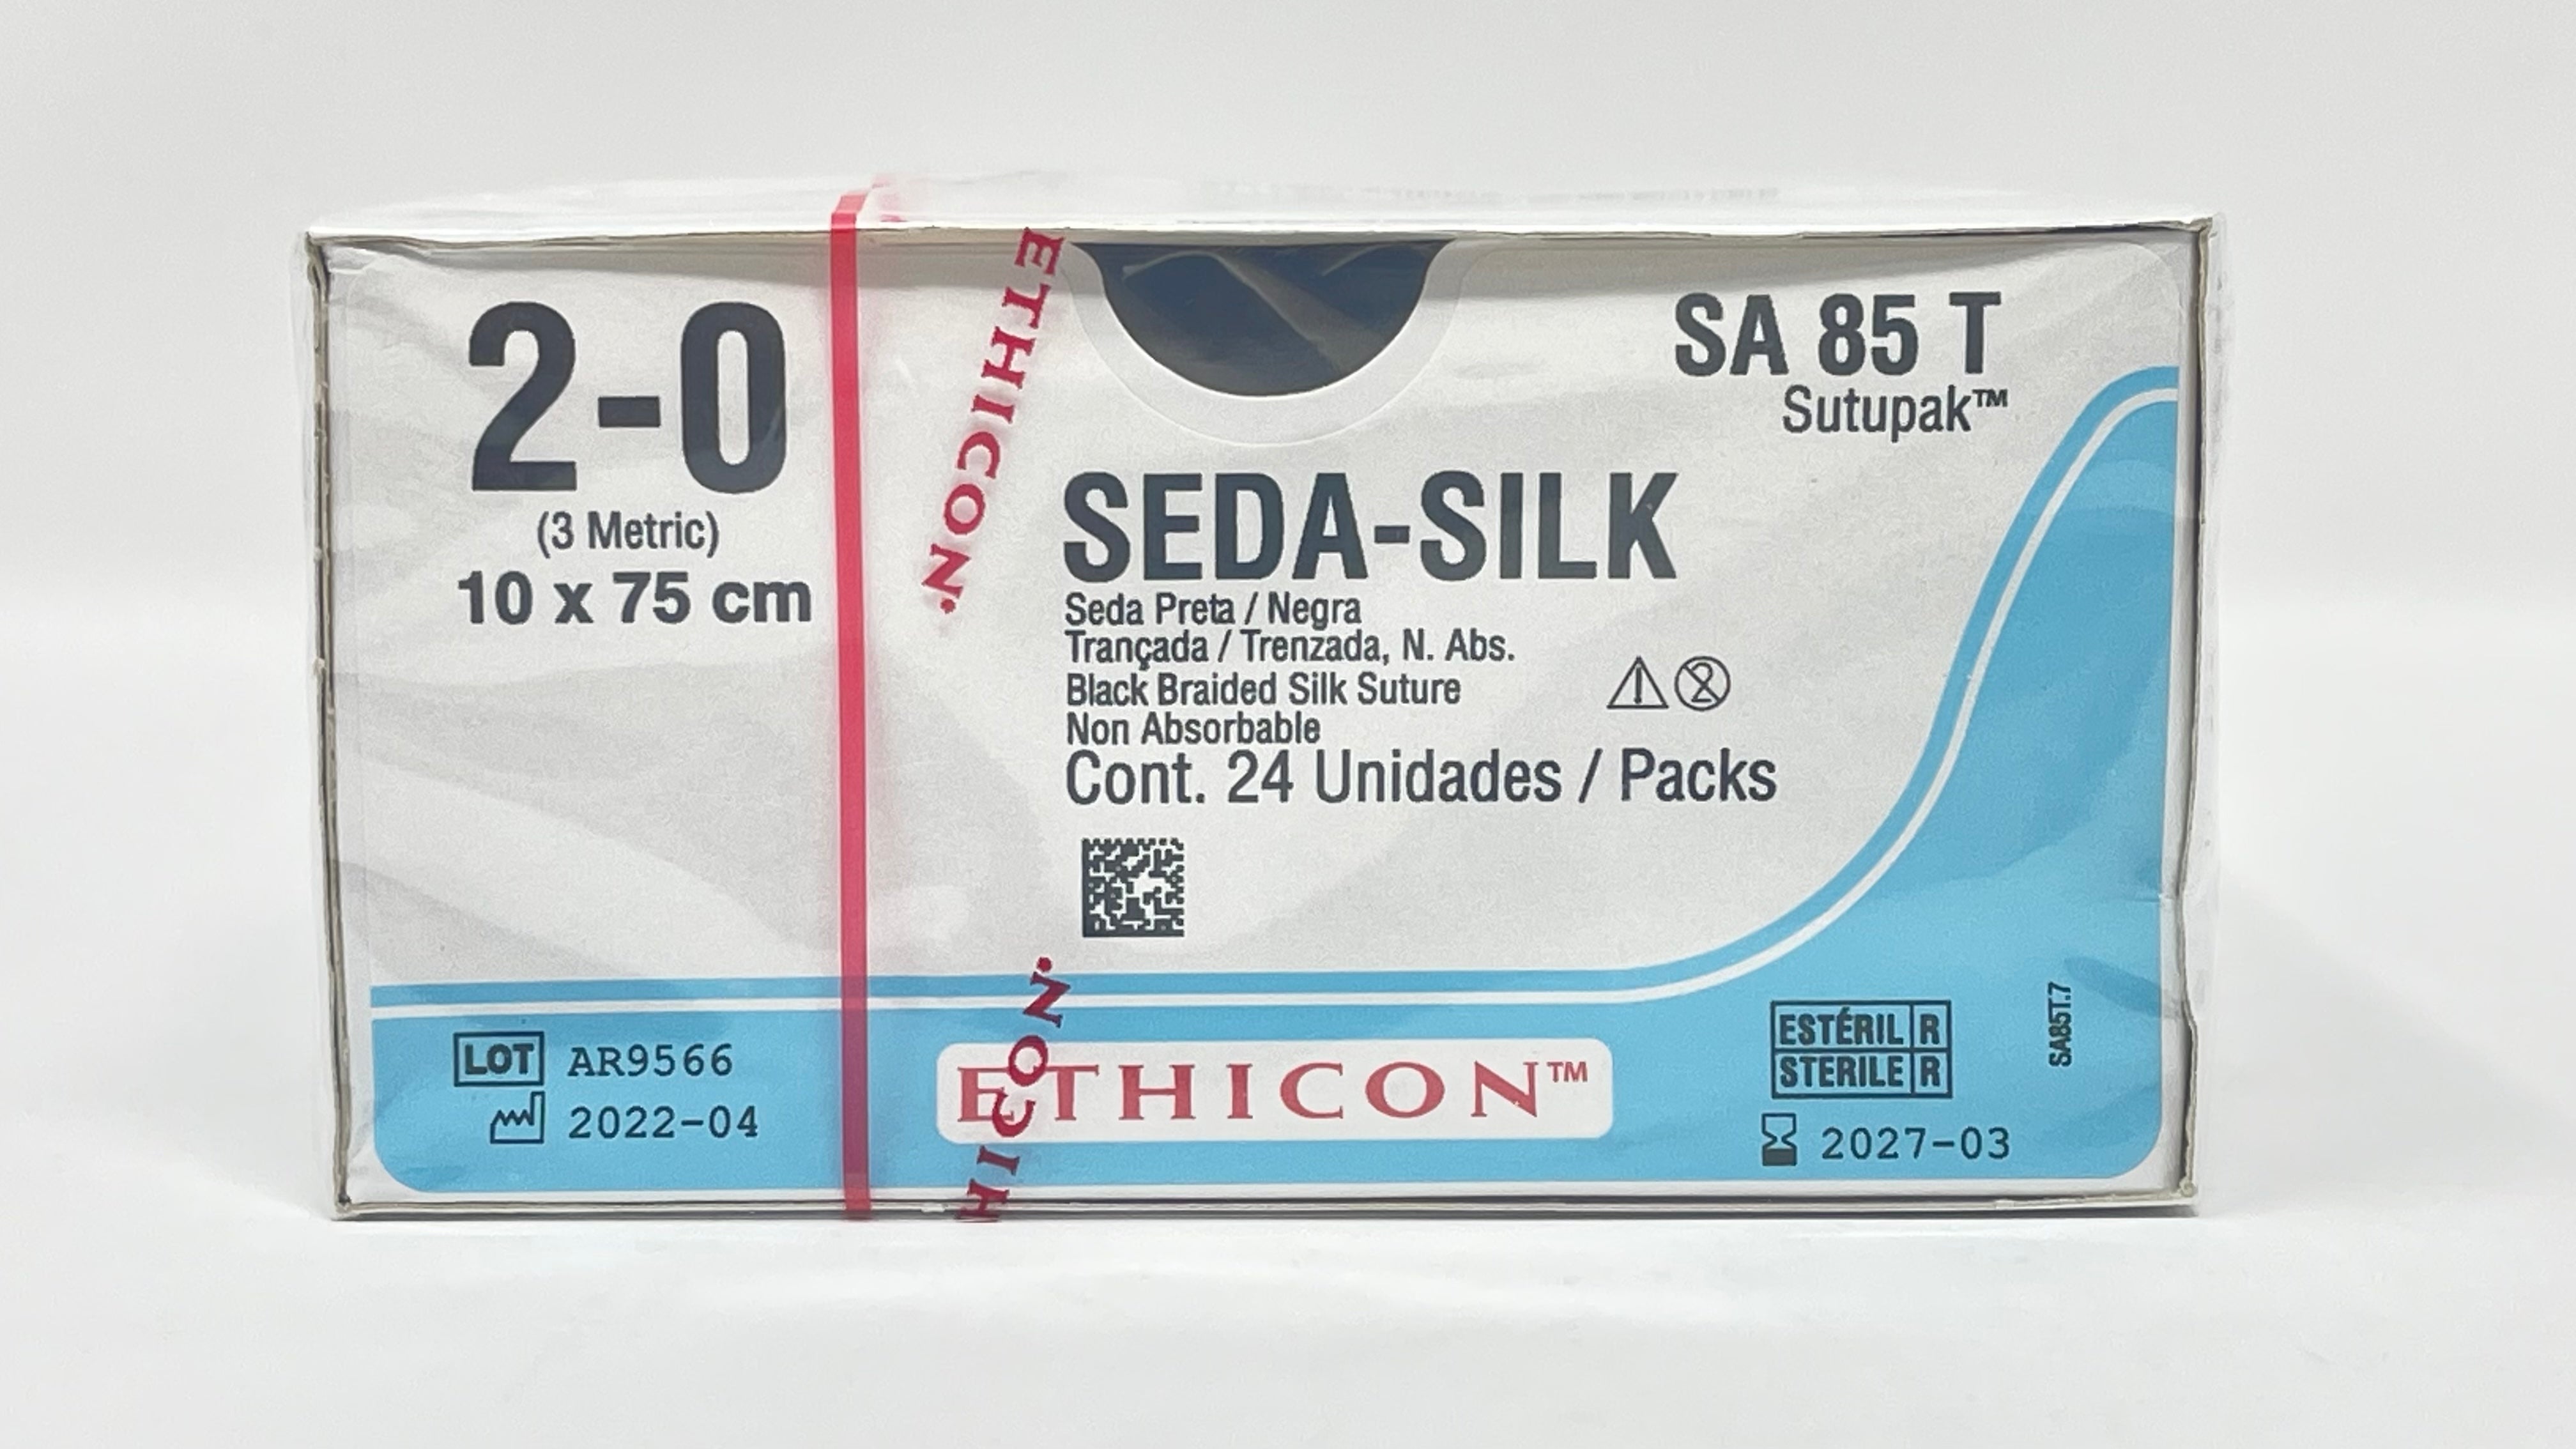 2-0
(3 Metric)
10 x 75 cm
ETHICON
SA 85 T
Sutupak™
SEDA-SILK
Seda Preta / Negra
Trançada / Trenzada, N. Abs.
Black Braided Silk Suture
Non Absorbable
Cont. 24 Unidades / Packs
2
LOT AR9566
2022-04
ETHICON™
HICON
ESTÉRIL R
STERILE R
2027-03
SA85T.7